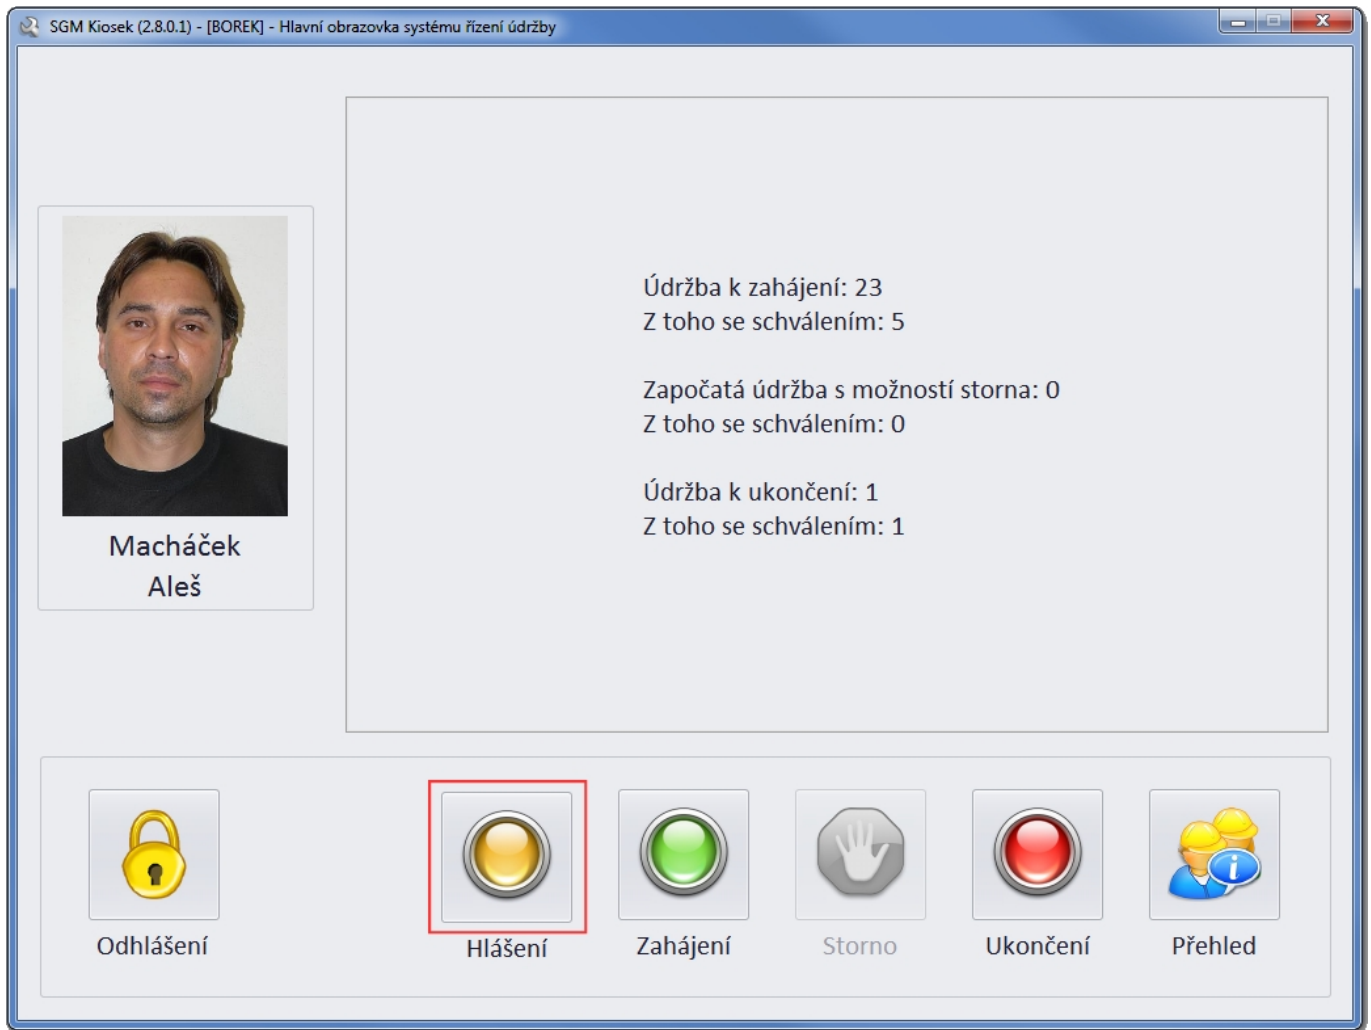 SGM Kiosek (2.8.0.1) - [BOREK] - Hlavní obrazovka systému řízení údržby
Údržba k zahájení: 23
Z toho se schválením: 5
Započatá údržba s možností storna: 0
Z toho se schválením: 0
Údržba k ukončení: 1
Z toho se schválením: 1
Macháček
Aleš
Odhlášení
Hlášení
Zahájení
Storno
Ukončení
Přehled